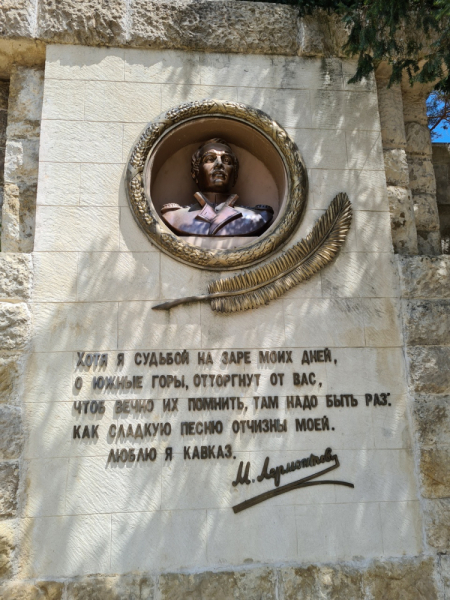 ХОТЯ Я СУДЬБОЙ НА ЗАРЕ МОИХ ДНЕЙ,
О ЮЖНЫЕ ГОРЫ, ОТТОРГНУТ ОТ ВАС,
ЧТОБ ВЕЧНО ИХ ПОМНИТЬ, ТАМ НАДО БЫТЬ РАЗ.
КАК СЛАДКУЮ ПЕСНЮ ОТЧИЗНЫ МОЕЙ.
ЛЮБЛЮ Я КАВКАЗ.
М. Лермонтов